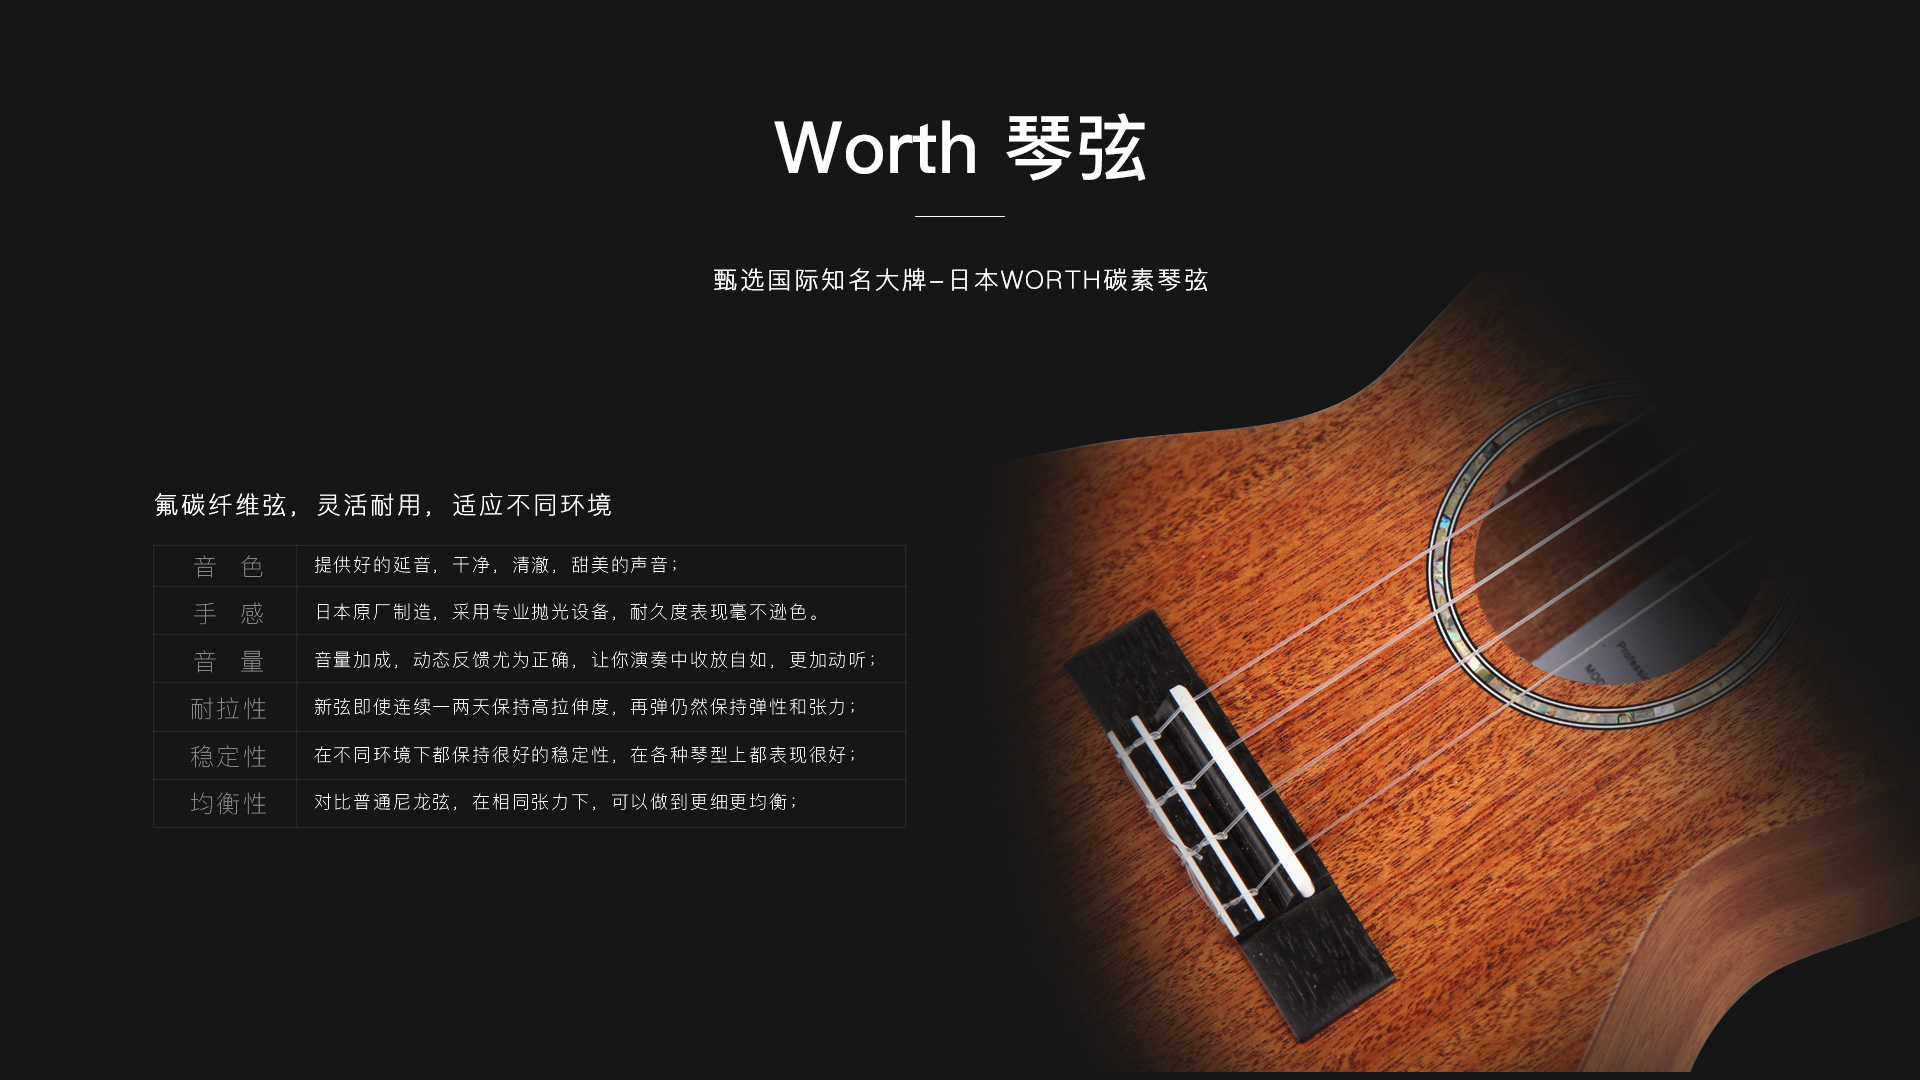 Worth 琴弦
甄选国际知名大牌–日本WORTH碳素琴弦
氟碳纤维弦，灵活耐用，适应不同环境
音 色 提供好的延音，干净，清澈，甜美的声音；
手 感 日本原厂制造，采用专业抛光设备，耐久度表现毫不逊色。
音 量 音量加成，动态反馈尤为正确，让你演奏中收放自如，更加动听；
耐拉性 新弦即使连续一两天保持高拉伸度，再弹仍然保持弹性和张力；
稳定性 在不同环境下都保持很好的稳定性，在各种琴型上都表现很好；
均衡性 对比普通尼龙弦，在相同张力下，可以做到更细更均衡；